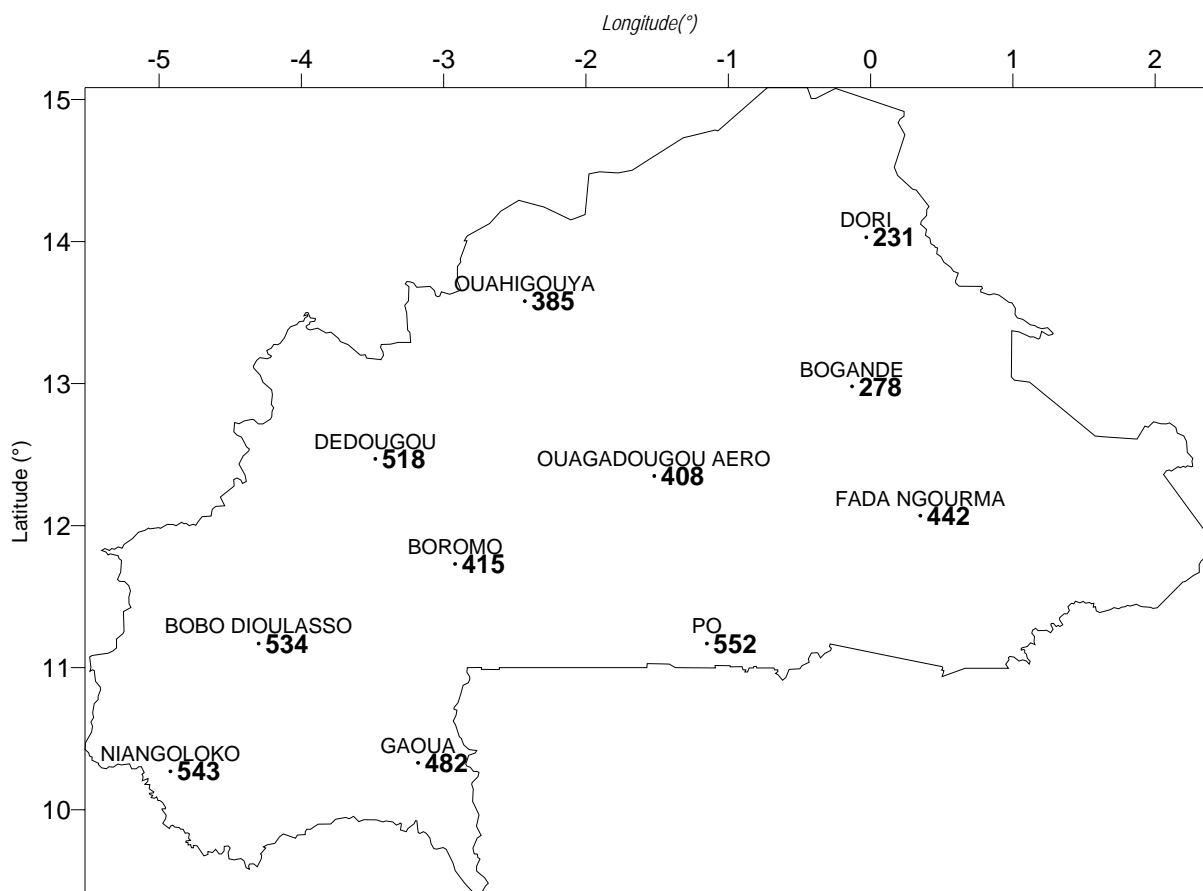 Longitude(°)
-5 -4 -3 -2 -1 0 1 2
15
DORI
14
231
OUAHIGOUYA
385
BOGANDE
13
278
DEDOUGOU
518
OUAGADOUGOU AERO
408
FADA NGOURMA
442
Latitude (°)
12
BOROMO
415
BOBO DIOULASSO
534
PO
552
11
GAOUA
482
NIANGOLOKO
543
10